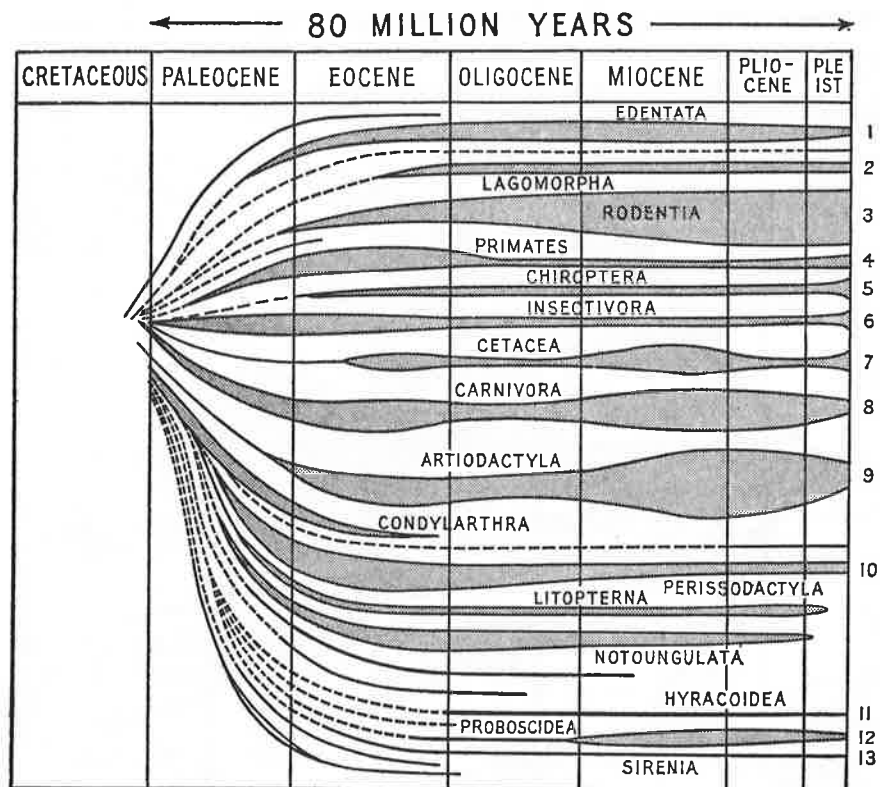 80 MILLION YEARS
CRETACEOUS PALEOCENE EOCENE OLIGOCENE MIOCENE PLIO-
CENE PLE
IST
EDENTATA
1
2
LAGOMORPHA
RODENTIA
3
PRIMATES
4
CHIROPTERA
5
INSECTIVORA
6
CETACEA
7
CARNIVORA
8
ARTIODACTYLA
9
CONDYLARTHRA
10
PERISSODACTYLA
LITOPTERNA
NOTOUNGULATA
HYRACOIDEA
11
PROBOSCIDEA
12
13
SIRENIA